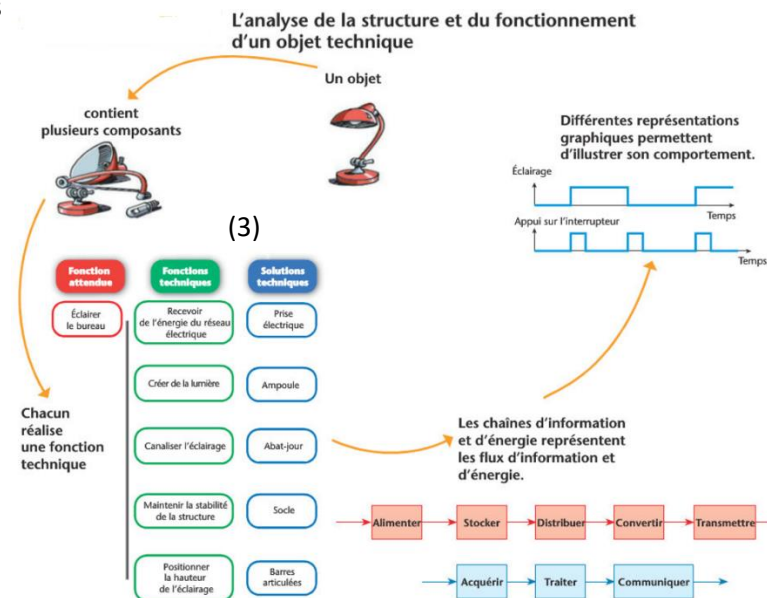 L'analyse de la structure et du fonctionnement
d'un objet technique
Un objet
contient
plusieurs composants
(3)
Fonction
attendue
Fonctions
techniques
Solutions
techniques
Éclairer
le bureau
Recevoir
de l'énergie du réseau
électrique
Prise
électrique
Créer de la lumière
Ampoule
Canaliser l'éclairage
Abat-jour
Maintenir la stabilité
de la structure
Socle
Positionner
la hauteur
de l'éclairage
Barres
articulées
Chacun
réalise
une fonction
technique
Les chaînes d'information
et d'énergie représentent
les flux d'information et
d'énergie.
Alimenter
Stocker
Distribuer
Convertir
Transmettre
Acquérir
Traiter
Communiquer
Différentes représentations
graphiques permettent
d'illustrer son comportement.
Éclairage
Temps
Appui sur l'interrupteur
Temps